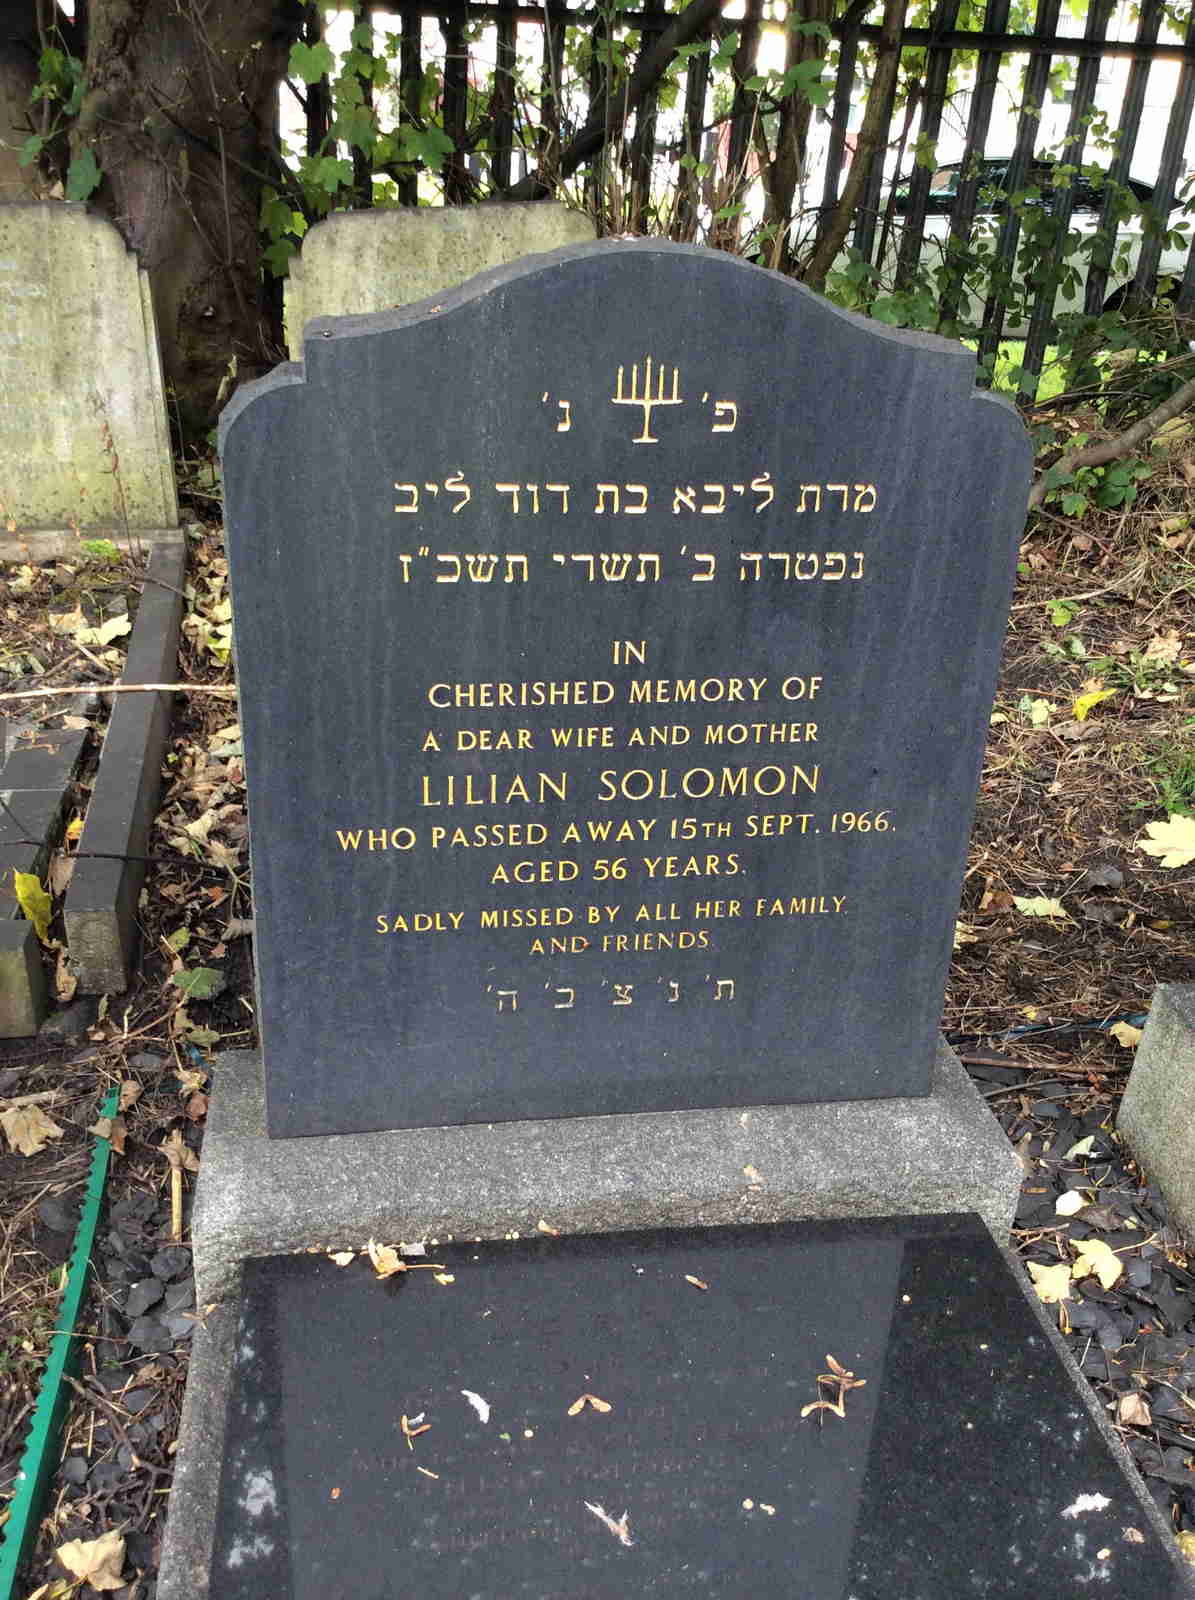 פ' נ'
מרת ליבא בת דוד ליב
נפטרה ב' תשרי תשכ"ז
IN
CHERISHED MEMORY OF
A DEAR WIFE AND MOTHER
LILIAN SOLOMON
WHO PASSED AWAY 15TH SEPT. 1966.
AGED 56 YEARS.
SADLY MISSED BY ALL HER FAMILY
AND FRIENDS
ת' נ' צ' ב' ה'